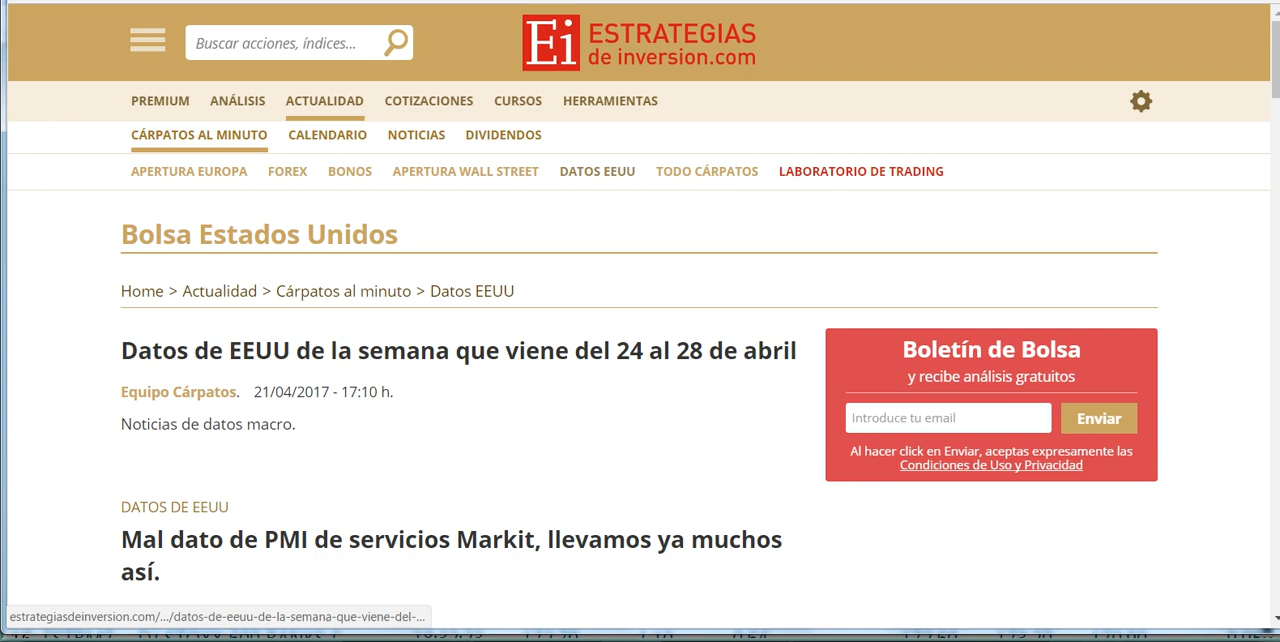 Buscar acciones, índices...
Ei ESTRATEGIAS
de inversion.com
PREMIUM ANÁLISIS ACTUALIDAD COTIZACIONES CURSOS HERRAMIENTAS
CÁRPATOS AL MINUTO CALENDARIO NOTICIAS DIVIDENDOS
APERTURA EUROPA FOREX BONOS APERTURA WALL STREET DATOS EEUU TODO CÁRPATOS LABORATORIO DE TRADING
Bolsa Estados Unidos
Home > Actualidad > Cárpatos al minuto > Datos EEUU
Datos de EEUU de la semana que viene del 24 al 28 de abril
Equipo Cárpatos. 21/04/2017 - 17:10 h.
Noticias de datos macro.
Boletín de Bolsa
y recibe análisis gratuitos
Introduce tu email Enviar
Al hacer click en Enviar, aceptas expresamente las
Condiciones de Uso y Privacidad
DATOS DE EEUU
Mal dato de PMI de servicios Markit, llevamos ya muchos
así.
estrategiasdeinversion.com/.../datos-de-eeuu-de-la-semana-que-viene-del-...